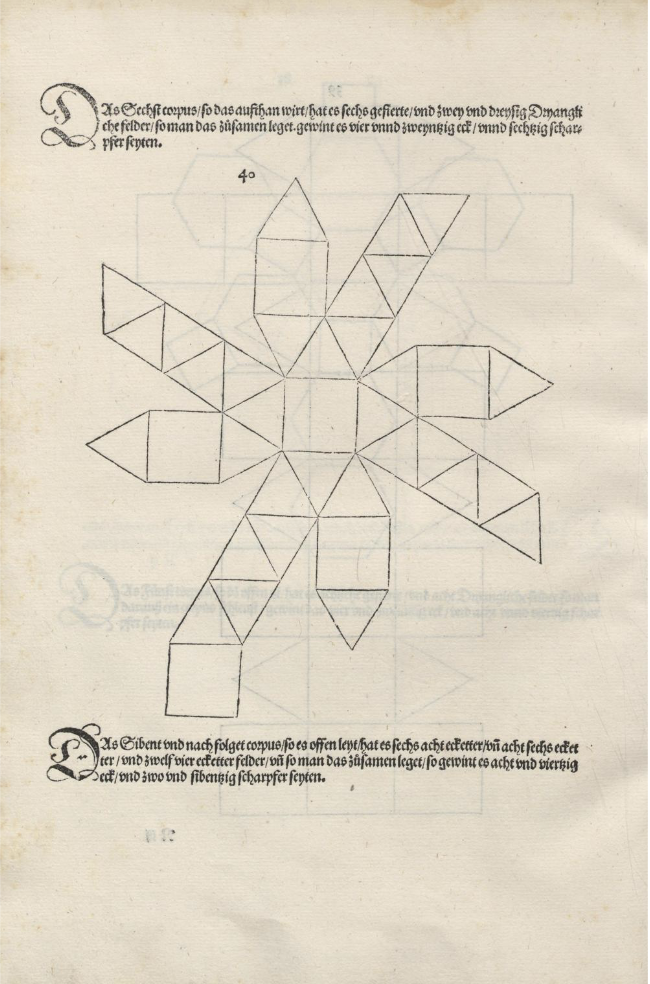 DAs Sechst corpus/so das aufthan wirt/hat es sechs gefierte/vnd zwey vnd dreysig Dryangli
che felder/so man das züsamen leget. gewint es vier vnnd zweyntzig eck/vnnd sechtzig schar⸗
pfer seyten.
40
DAs Sibent vnd nach folget corpus/so es offen leyt/hat es sechs acht ecketter/vñ acht sechs ecket
ter/vnd zwelf vier ecketter felder/vñ so man das züsamen leget/so gewint es acht vnd viertzig
eck/vnd zwo vnd sibentzig scharpfer seyten.